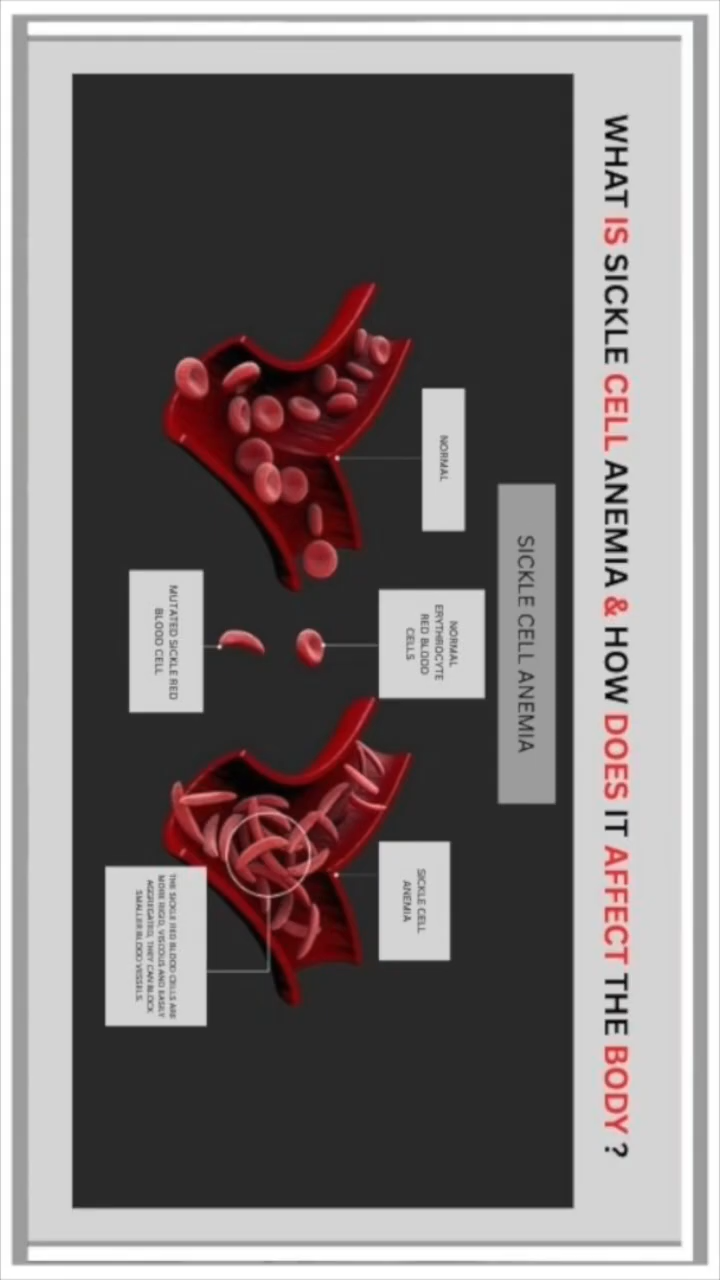 WHAT IS SICKLE CELL ANEMIA & HOW DOES IT AFFECT THE BODY ?
SICKLE CELL ANEMIA
NORMAL
NORMAL
ERYTHROCYTE
RED BLOOD
CELLS
SICKLE CELL
ANEMIA
MUTATED SICKLE RED
BLOOD CELL
THE SICKLE RED BLOOD CELLS ARE
MORE RIGID, VISCOUS AND EASILY
AGGREGATED, THEY CAN BLOCK
SMALLER BLOOD VESSELS.